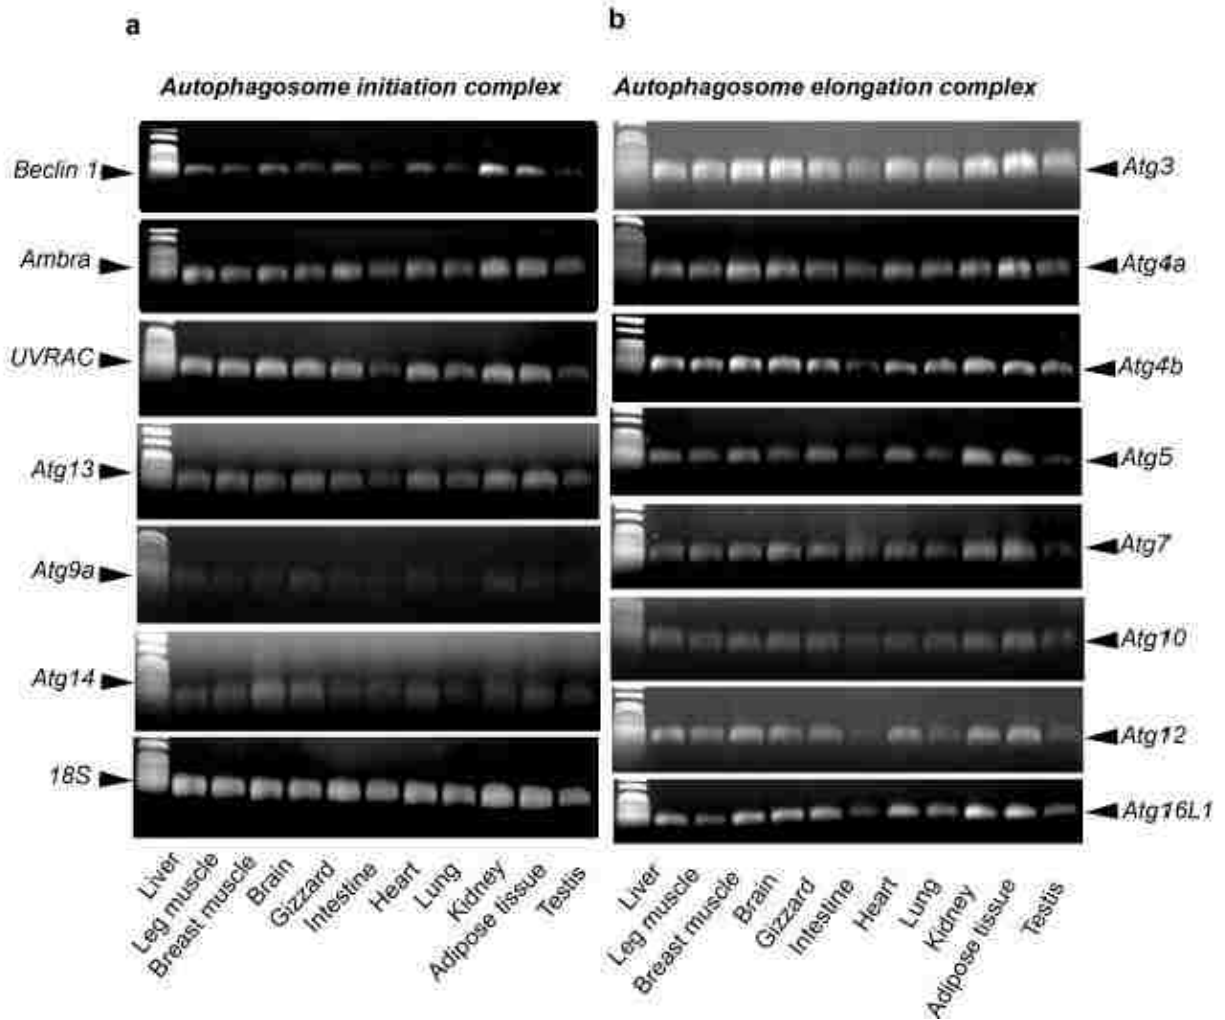 a
b
Autophagosome initiation complex
Autophagosome elongation complex
Beclin 1
Ambra
UVRAC
Atg13
Atg9a
Atg14
18S
Atg3
Atg4a
Atg4b
Atg5
Atg7
Atg10
Atg12
Atg16L1
Liver
Leg muscle
Breast muscle
Brain
Gizzard
Intestine
Heart
Lung
Kidney
Adipose tissue
Testis
Liver
Leg muscle
Breast muscle
Brain
Gizzard
Intestine
Heart
Lung
Kidney
Adipose tissue
Testis